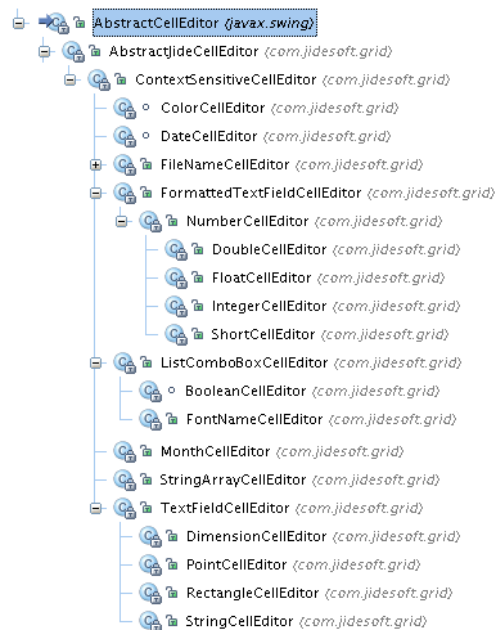 AbstractCellEditor (javax.swing)
AbstractJideCellEditor (com.jidesoft.grid)
ContextSensitiveCellEditor (com.jidesoft.grid)
ColorCellEditor (com.jidesoft.grid)
DateCellEditor (com.jidesoft.grid)
FileNameCellEditor (com.jidesoft.grid)
FormattedTextFieldCellEditor (com.jidesoft.grid)
NumberCellEditor (com.jidesoft.grid)
DoubleCellEditor (com.jidesoft.grid)
FloatCellEditor (com.jidesoft.grid)
IntegerCellEditor (com.jidesoft.grid)
ShortCellEditor (com.jidesoft.grid)
ListComboBoxCellEditor (com.jidesoft.grid)
BooleanCellEditor (com.jidesoft.grid)
FontNameCellEditor (com.jidesoft.grid)
MonthCellEditor (com.jidesoft.grid)
StringArrayCellEditor (com.jidesoft.grid)
TextFieldCellEditor (com.jidesoft.grid)
DimensionCellEditor (com.jidesoft.grid)
PointCellEditor (com.jidesoft.grid)
RectangleCellEditor (com.jidesoft.grid)
StringCellEditor (com.jidesoft.grid)